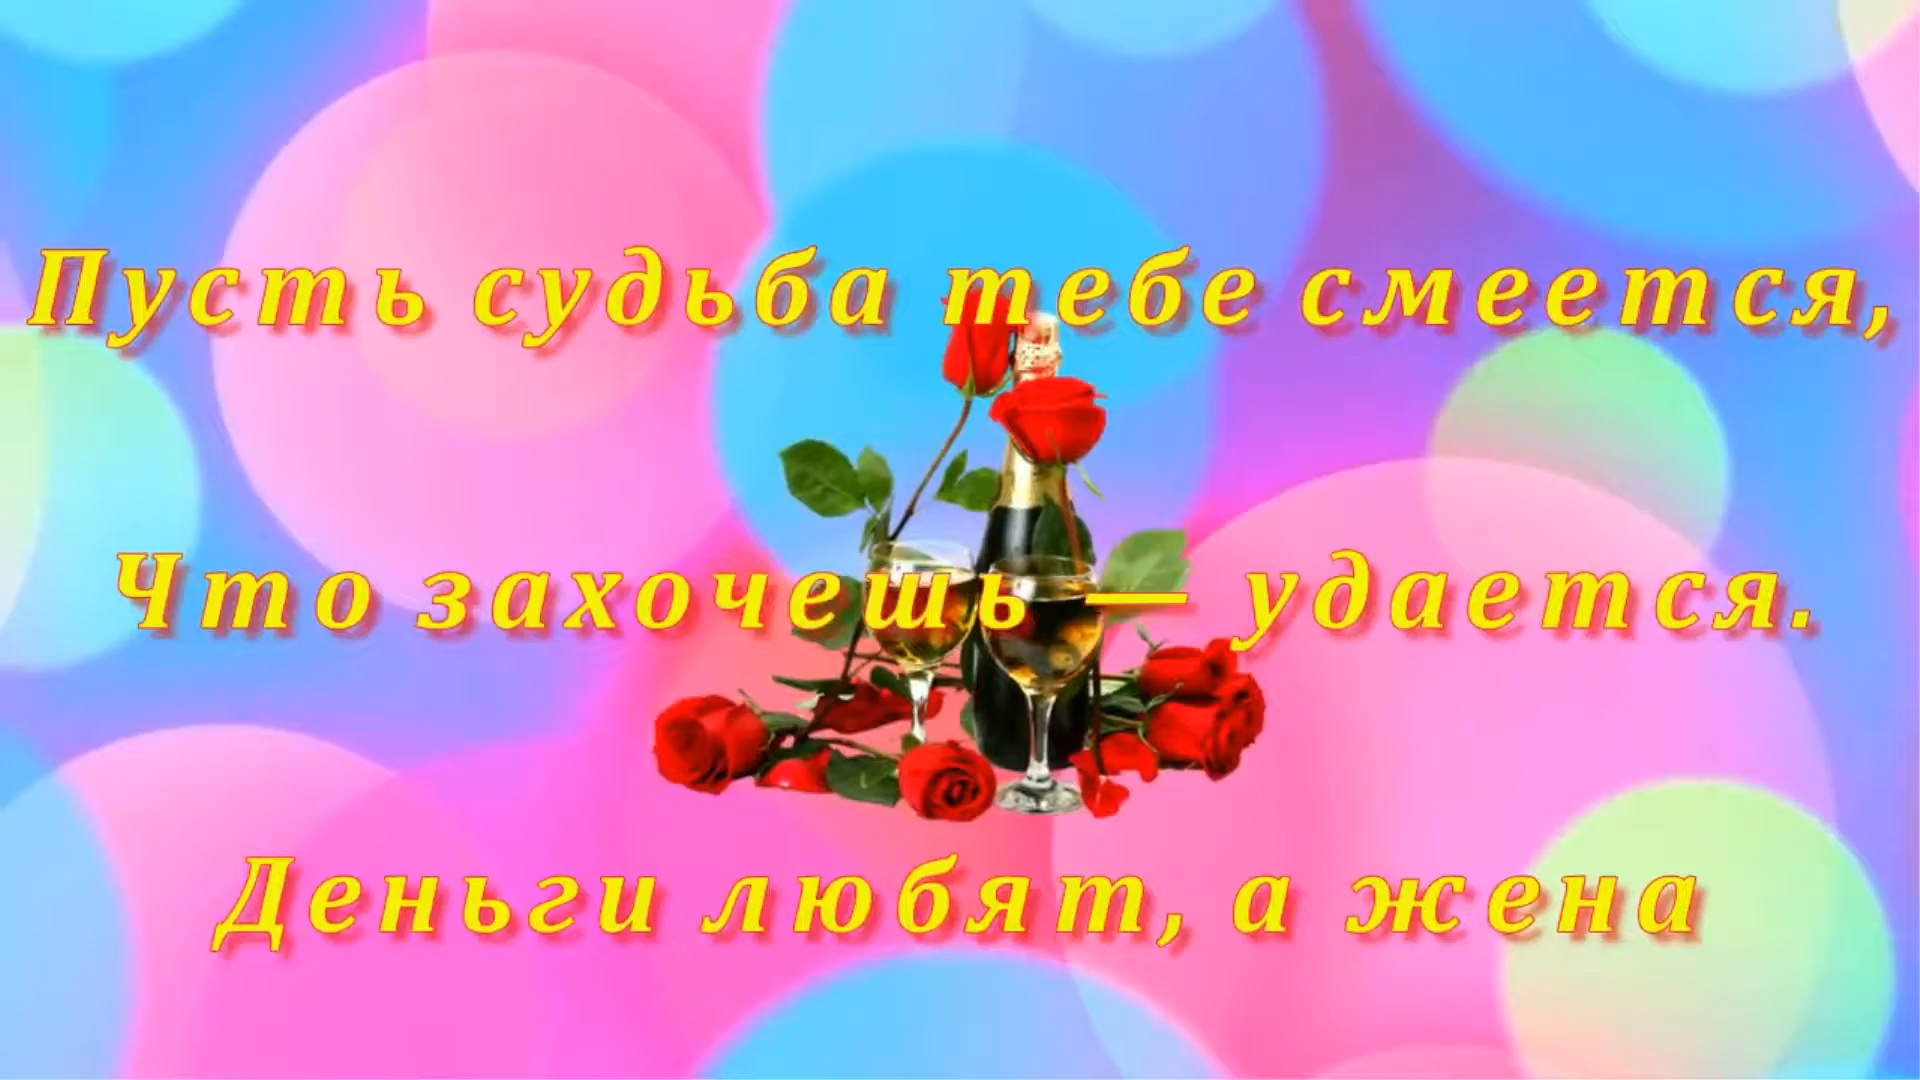 Пусть судьба тебе смеется,
Что захочешь — удается.
Деньги любят, а жена